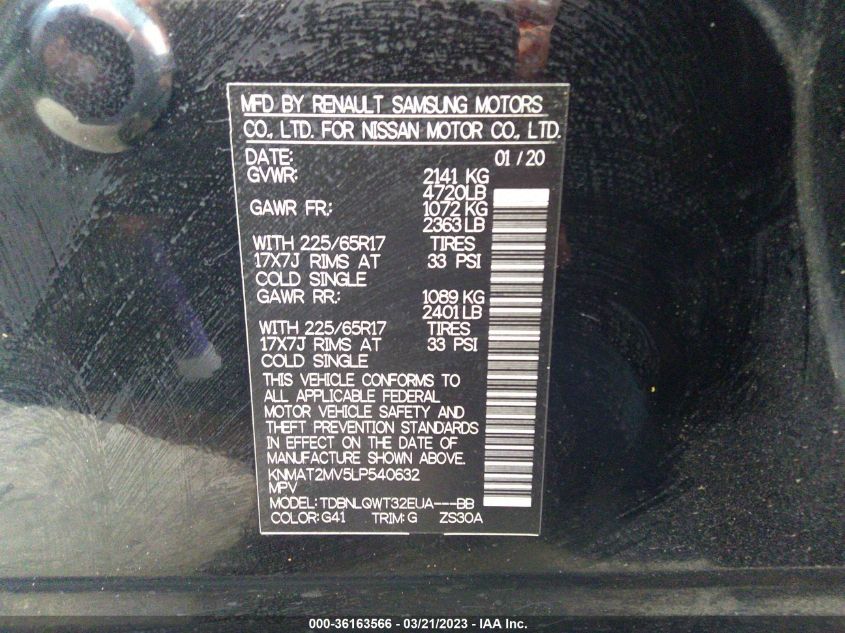 MFD BY RENAULT SAMSUNG MOTORS
CO., LTD. FOR NISSAN MOTOR CO., LTD.
DATE: 01 / 20
GVWR: 2141 KG
4720LB
GAWR FR.: 1072 KG
2363 LB
WITH 225/65R17 TIRES
17X7J RIMS AT 33 PSI
COLD SINGLE
GAWR RR.: 1089 KG
2401 LB
WITH 225/65R17 TIRES
17X7J RIMS AT 33 PSI
COLD SINGLE
THIS VEHICLE CONFORMS TO
ALL APPLICABLE FEDERAL
MOTOR VEHICLE SAFETY AND
THEFT PREVENTION STANDARDS
IN EFFECT ON THE DATE OF
MANUFACTURE SHOWN ABOVE.
KNMAT2MV5LP540632
MPV
MODEL: TDBNLQWT32EUA---BB
COLOR: G41 TRIM: G ZS30A
000-36163566 - 03/21/2023 - IAA Inc.